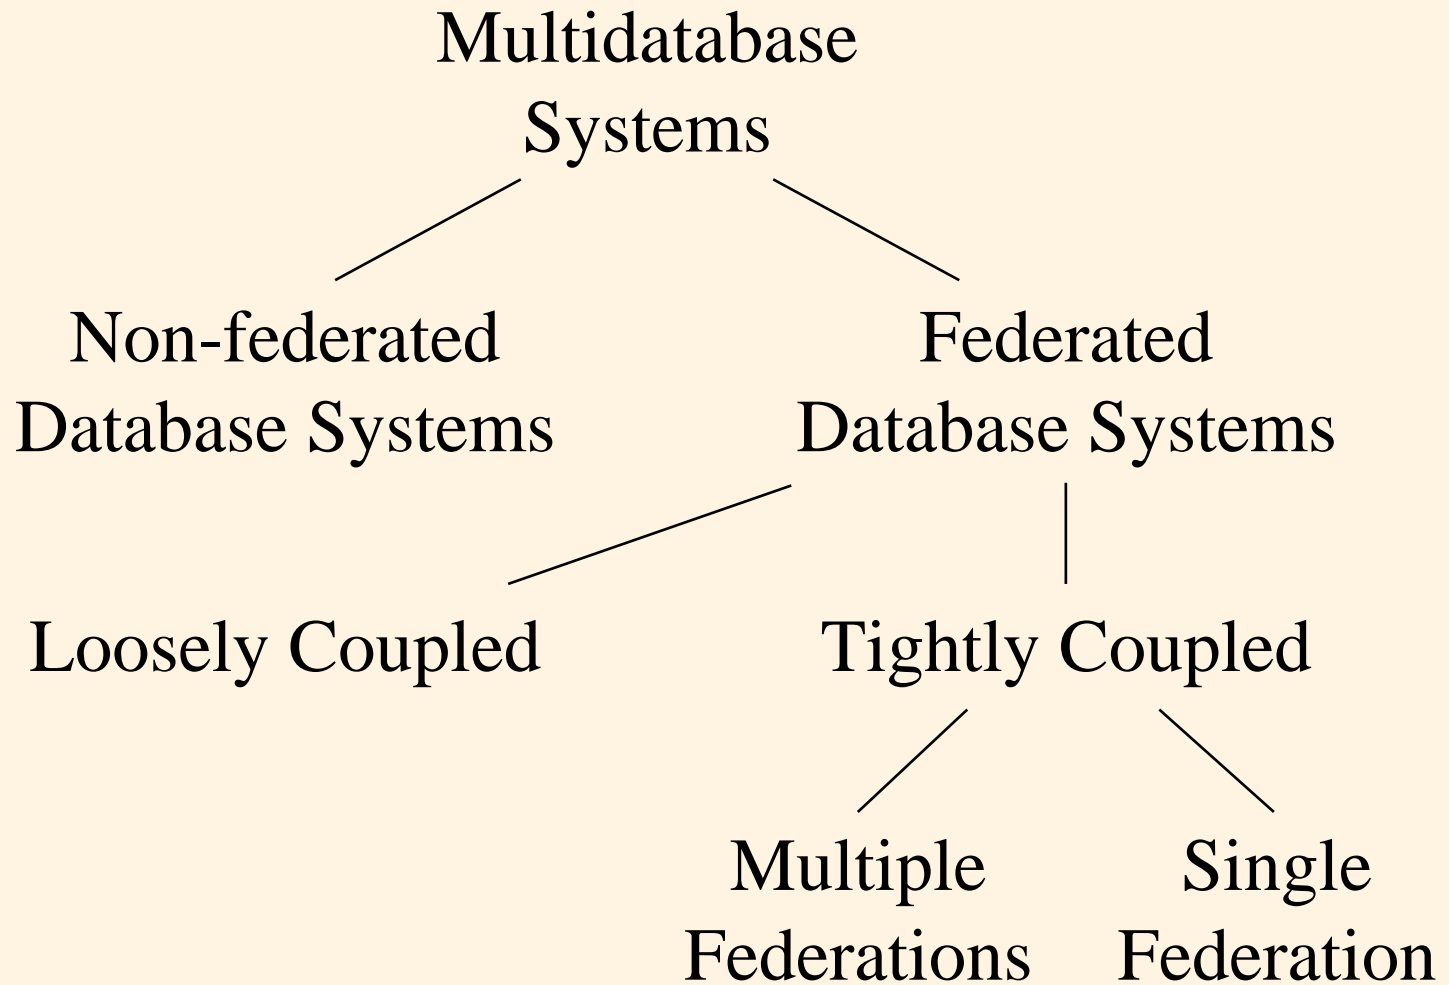 Multidatabase
Systems
Non-federated
Database Systems
Federated
Database Systems
Loosely Coupled
Tightly Coupled
Multiple
Federations
Single
Federation